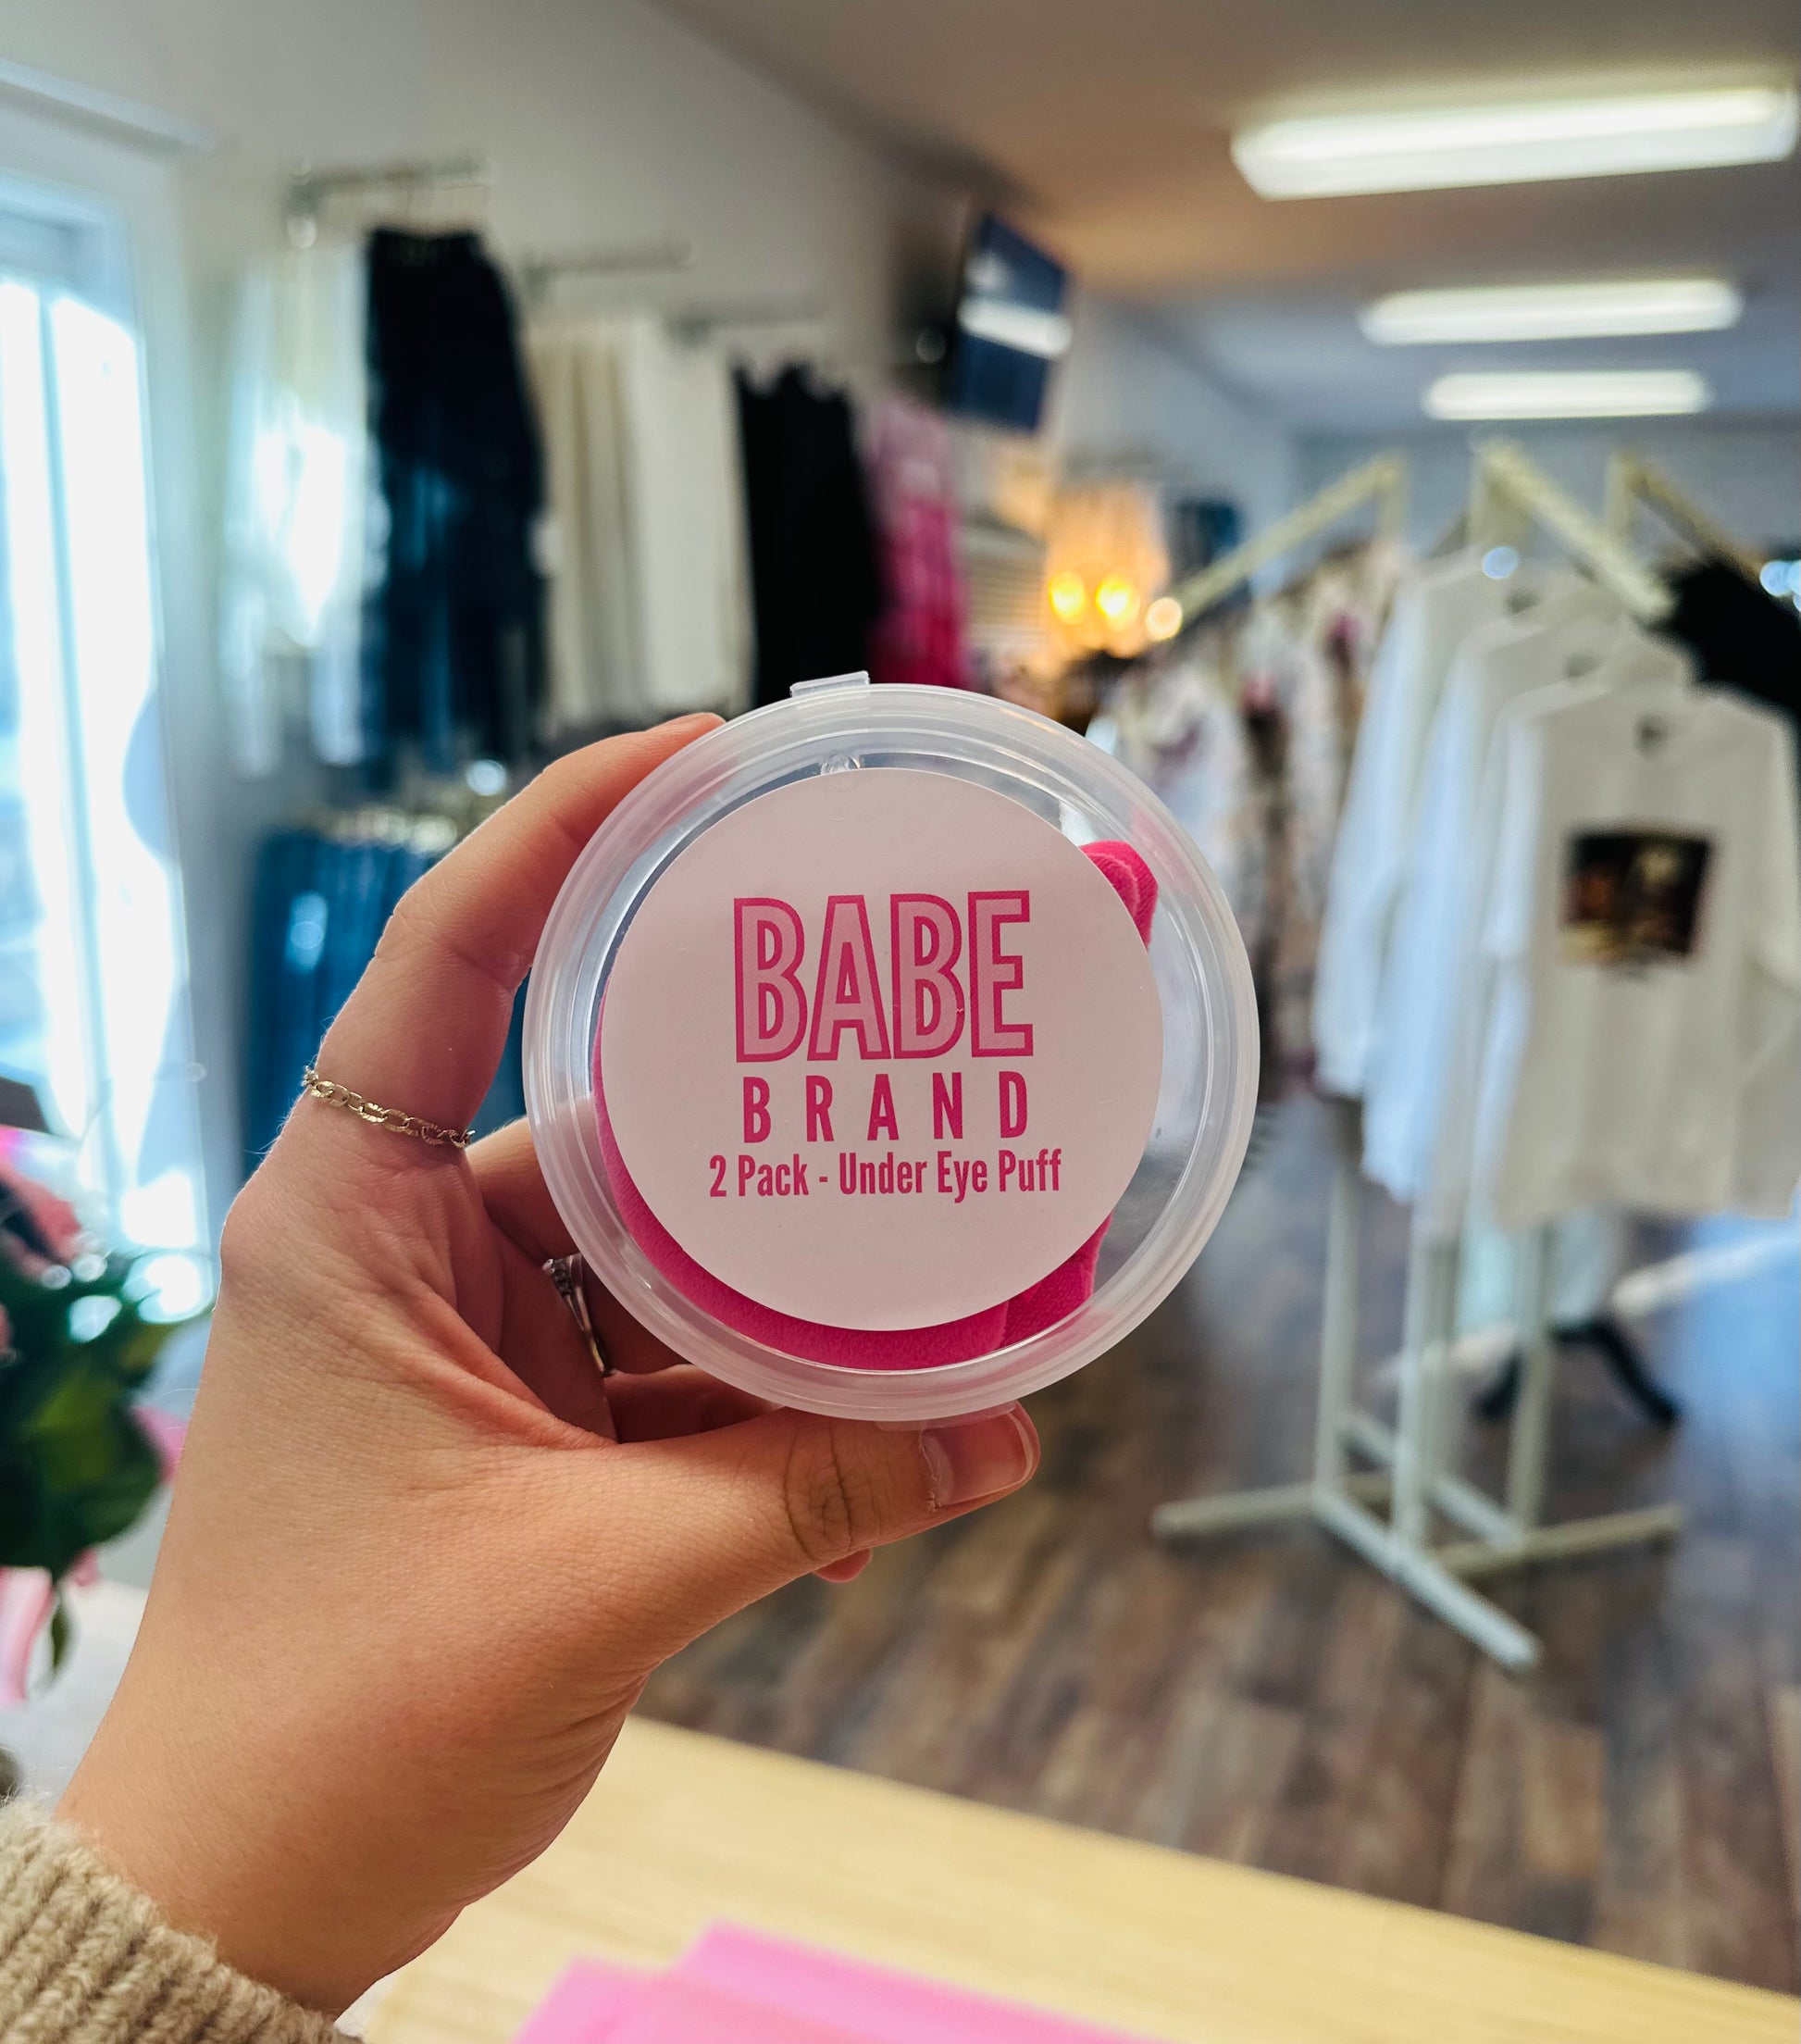 BABE
BRAND
2 Pack - Under Eye Puff